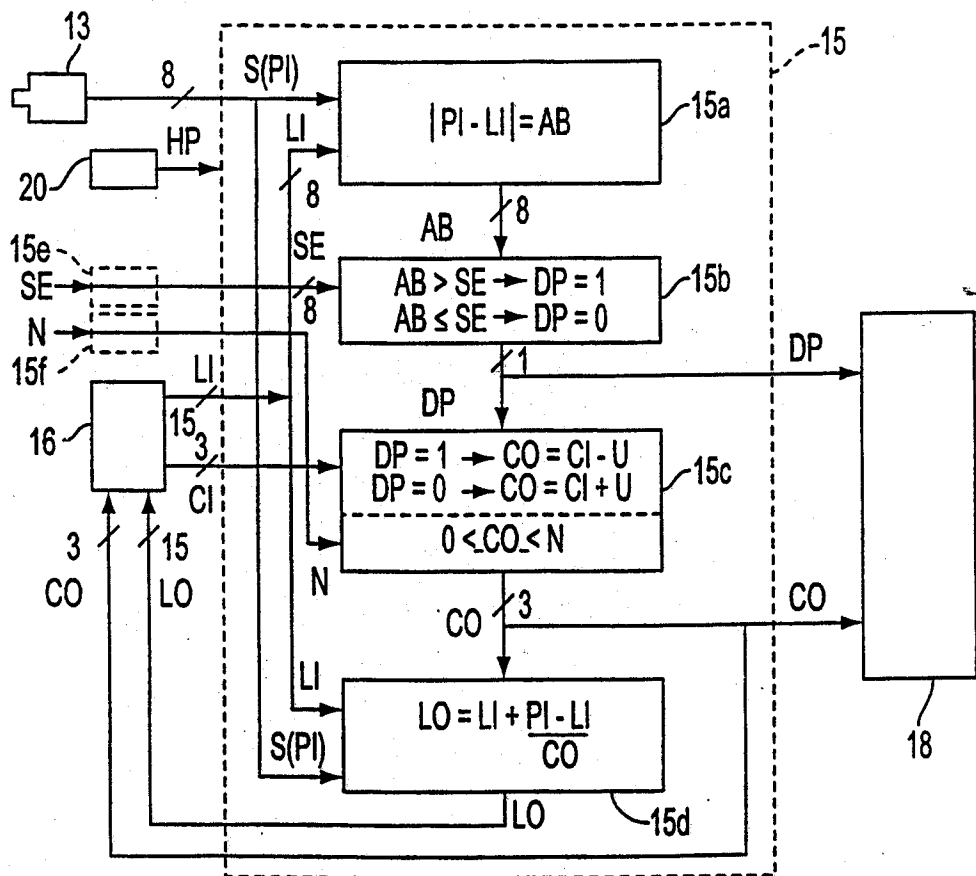 13
8
S(PI)
15
|PI - LI| = AB
15a
LI
HP
8
20
8
AB
SE
15e
SE
8
AB > SE → DP = 1
AB ≤ SE → DP = 0
15b
N
15f
1
DP
LI
DP
15
16
3
CI
DP = 1 → CO = CI - U
DP = 0 → CO = CI + U
15c
0 ≤ CO ≤ N
3
15
N
CO
LO
CO
3
CO
LI
LO = LI + PI - LI
CO
S(PI)
18
LO
15d